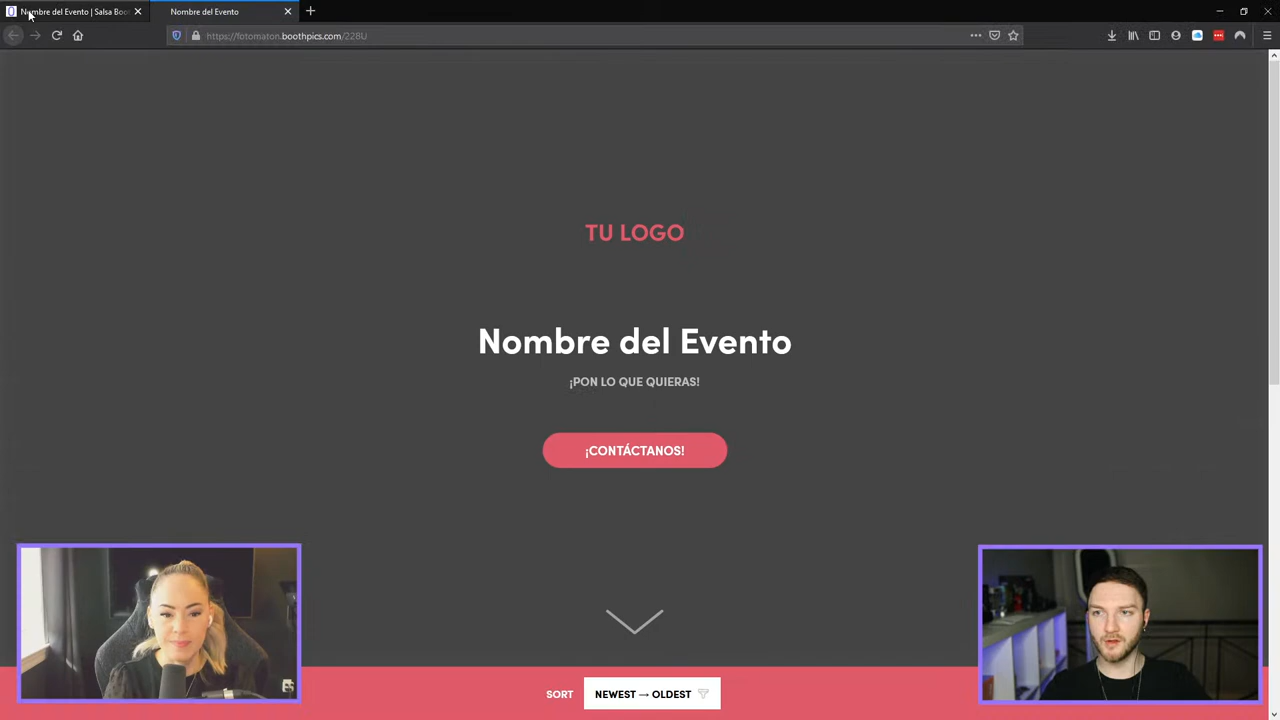 Nombre del Evento | Salsa Boo
Nombre del Evento
https://fotomaton.boothpics.com/228U
TU LOGO
Nombre del Evento
¡PON LO QUE QUIERAS!
¡CONTÁCTANOS!
SORT
NEWEST → OLDEST